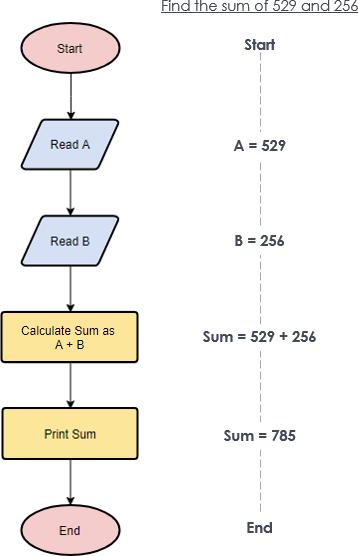 Find the sum of 529 and 256
Start
Start
Read A
A = 529
Read B
B = 256
Calculate Sum as
A + B
Sum = 529 + 256
Print Sum
Sum = 785
End
End